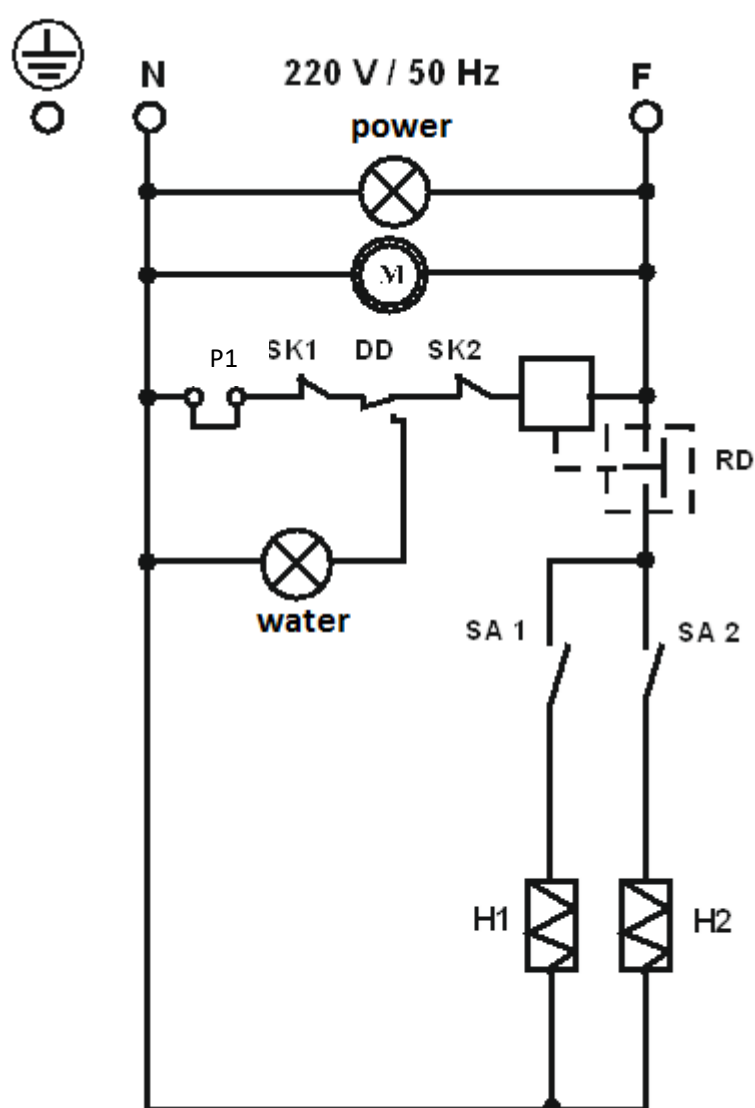 N 220 V / 50 Hz F
power
M
P1 SK1 DD SK2
RD
water
SA 1 SA 2
H1 H2